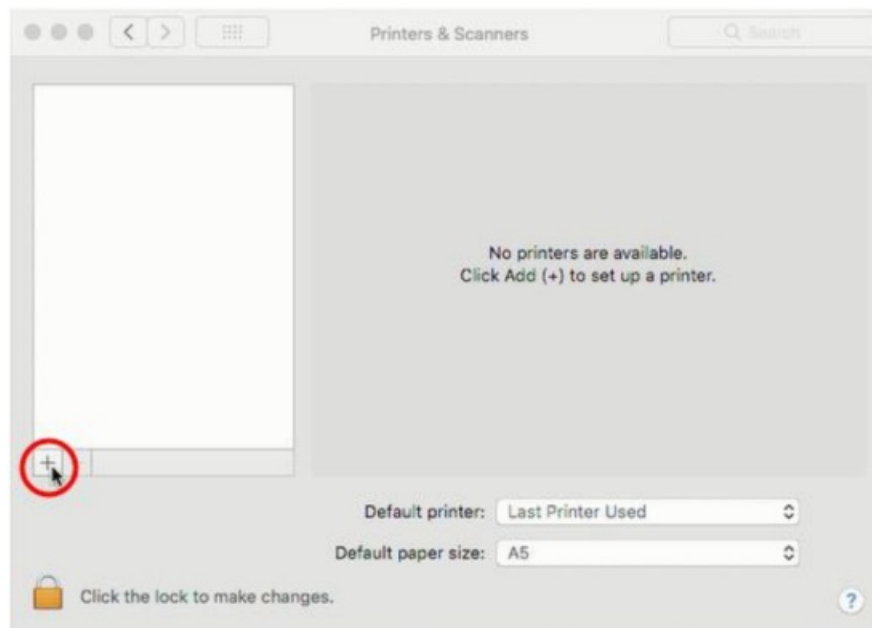 Printers & Scanners
Search
No printers are available.
Click Add (+) to set up a printer.
+
Default printer: Last Printer Used
Default paper size: A5
Click the lock to make changes.
?